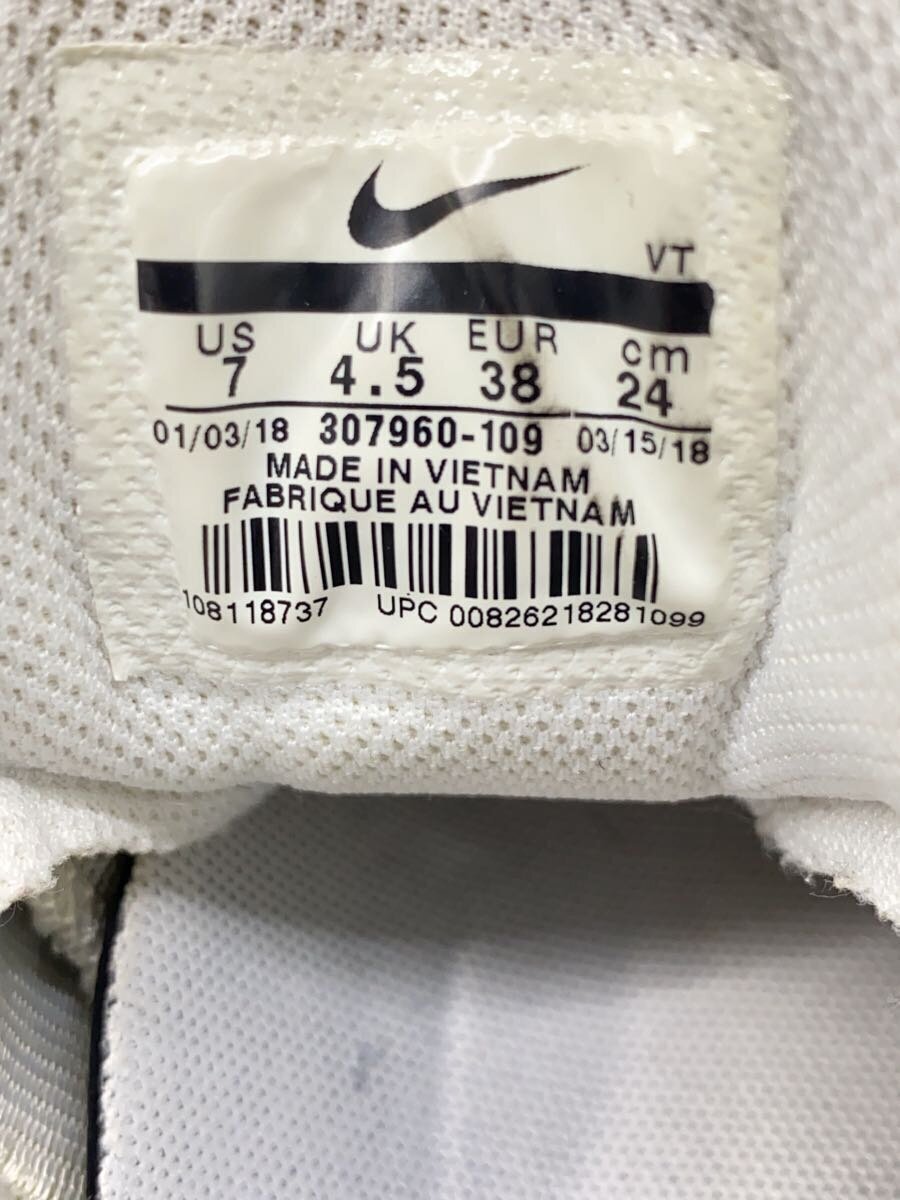 VT
US UK EUR cm
7 4.5 38 24
01/03/18 307960-109 03/15/18
MADE IN VIETNAM
FABRIQUE AU VIETNAM
108118737 UPC 00826218281099